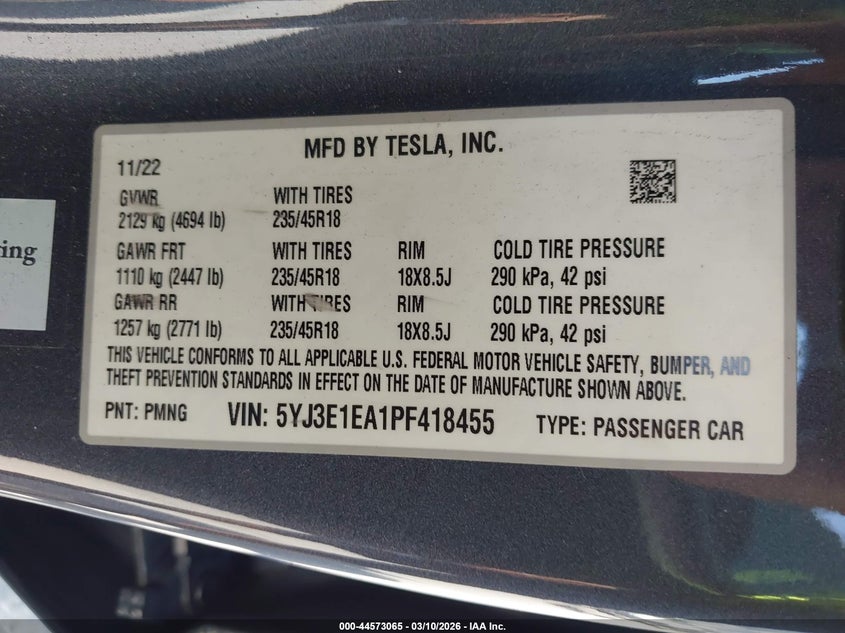 MFD BY TESLA, INC.
11/22
GVWR WITH TIRES
2129 kg (4694 lb) 235/45R18
GAWR FRT WITH TIRES RIM COLD TIRE PRESSURE
1110 kg (2447 lb) 235/45R18 18X8.5J 290 kPa, 42 psi
GAWR RR WITH TIRES RIM COLD TIRE PRESSURE
1257 kg (2771 lb) 235/45R18 18X8.5J 290 kPa, 42 psi
THIS VEHICLE CONFORMS TO ALL APPLICABLE U.S. FEDERAL MOTOR VEHICLE SAFETY, BUMPER, AND
THEFT PREVENTION STANDARDS IN EFFECT ON THE DATE OF MANUFACTURE SHOWN ABOVE.
PNT: PMNG VIN: 5YJ3E1EA1PF418455 TYPE: PASSENGER CAR
000-44573065 - 03/10/2026 - IAA Inc.